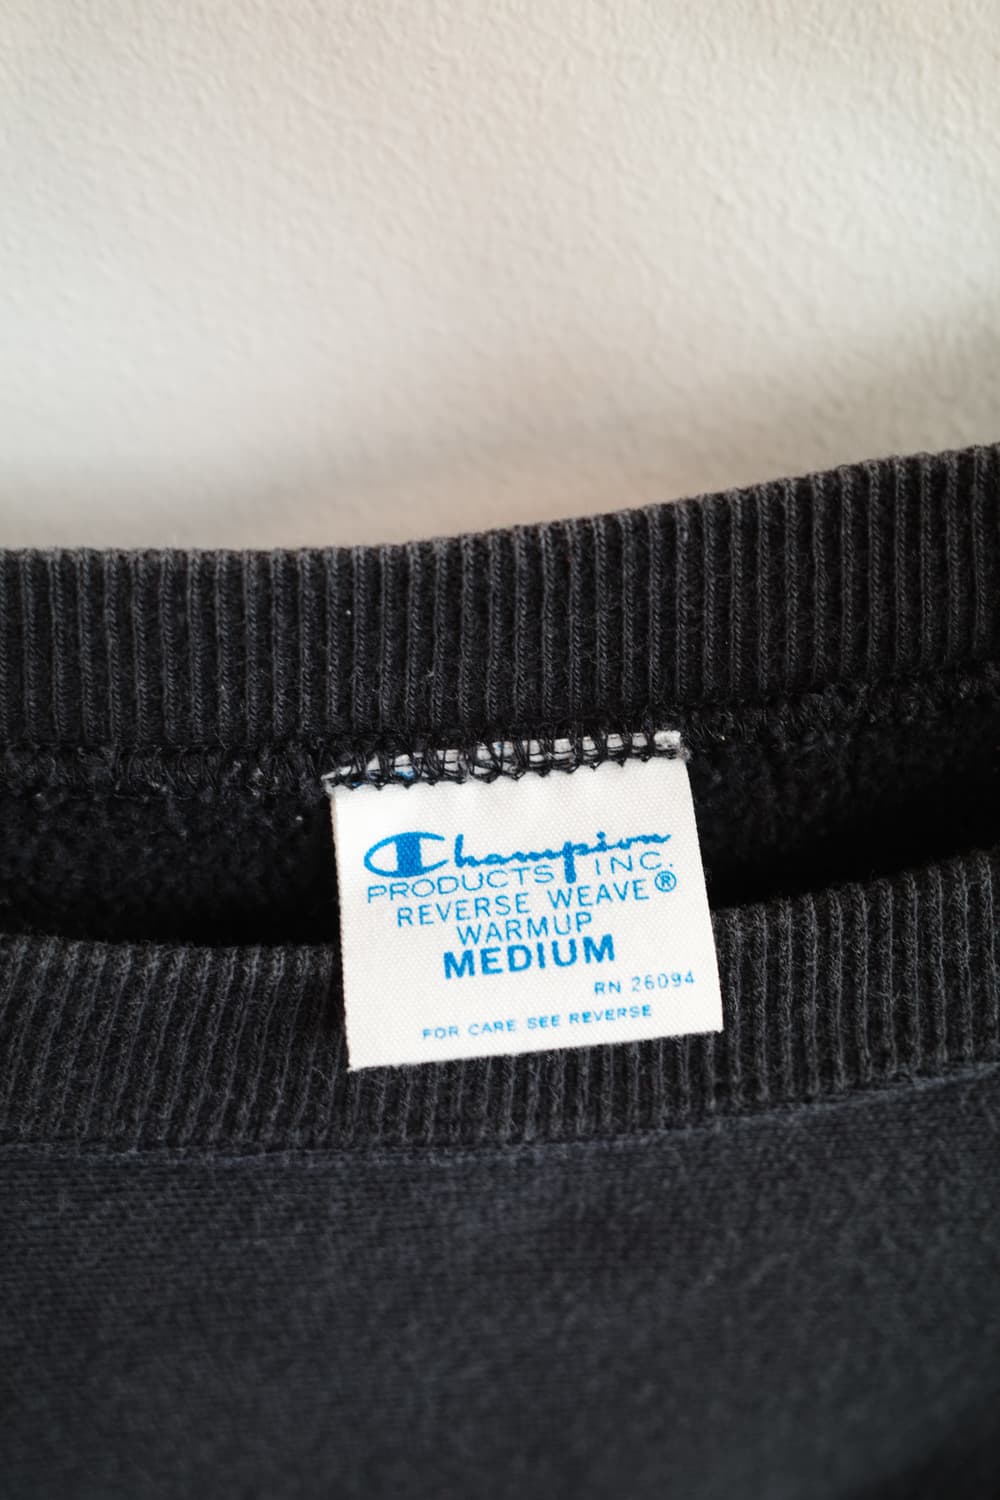 Champion
PRODUCTS INC.
REVERSE WEAVE®
WARMUP
MEDIUM
RN 26094
FOR CARE SEE REVERSE